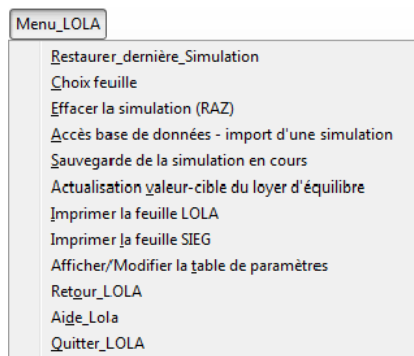 Menu_LOLA
Restaurer_dernière_Simulation
Choix feuille
Effacer la simulation (RAZ)
Accès base de données - import d'une simulation
Sauvegarde de la simulation en cours
Actualisation valeur-cible du loyer d'équilibre
Imprimer la feuille LOLA
Imprimer la feuille SIEG
Afficher/Modifier la table de paramètres
Retour_LOLA
Aide_Lola
Quitter_LOLA